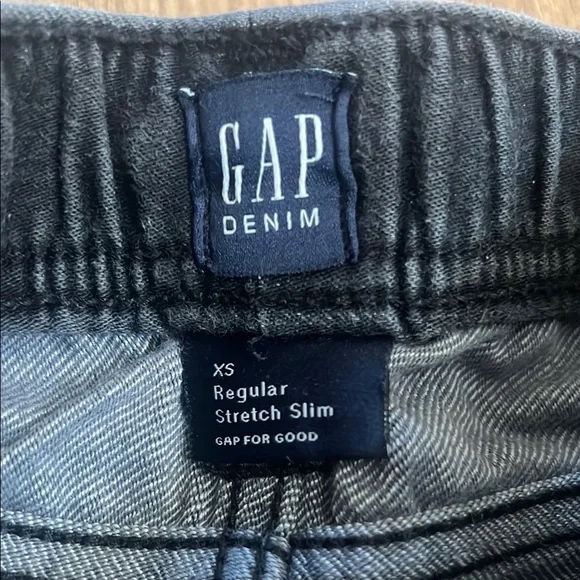 GAP
DENIM
XS
Regular
Stretch Slim
GAP FOR GOOD